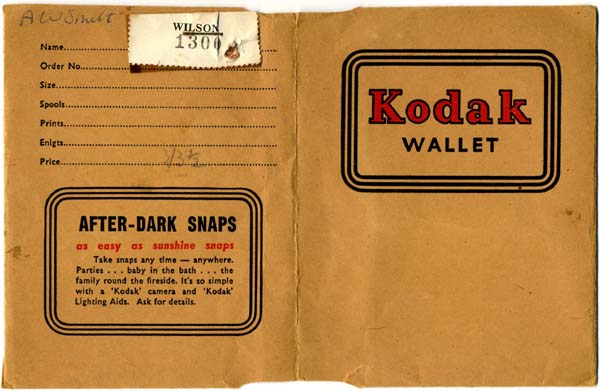 A W Smith
WILSON
1300
Name
Order No.
Size
Spools
Prints
Enlgts
Price
AFTER-DARK SNAPS
as easy as sunshine snaps
Take snaps any time — anywhere.
Parties . . . baby in the bath . . . the
family round the fireside. It's so simple
with a 'Kodak' camera and 'Kodak'
Lighting Aids. Ask for details.
Kodak
WALLET